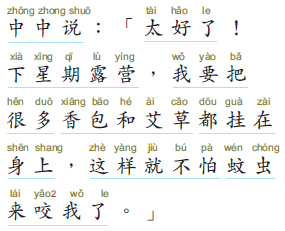 zhōng zhong shuō tài hǎo le
中中说：「太好了！
xià xīng qí lù yíng wǒ yào bǎ
下星期露营，我要把
hěn duō xiāng bāo hé ài cǎo dōu guà zài
很多香包和艾草都挂在
shēn shang zhè yàng jiù bú pà wén chóng
身上，这样就不怕蚊虫
lái yǎo2 wǒ le
来咬我了。」